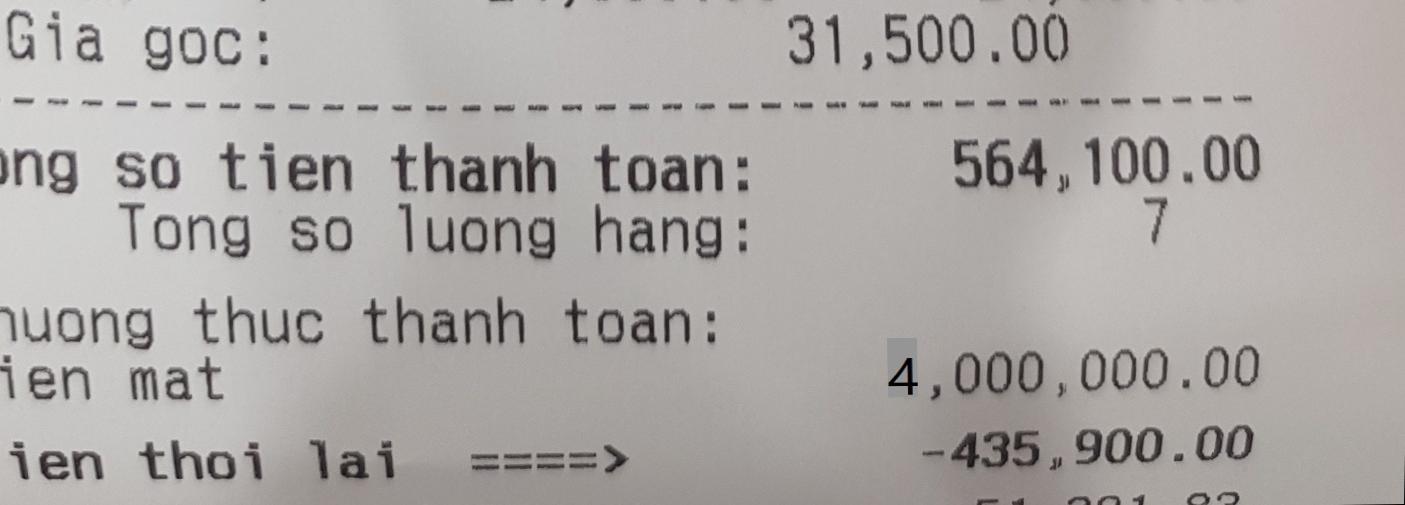 Gia goc: 31,500.00
ong so tien thanh toan: 564,100.00
Tong so luong hang: 7
huong thuc thanh toan:
ien mat 4,000,000.00
ien thoi lai ====> -435,900.00